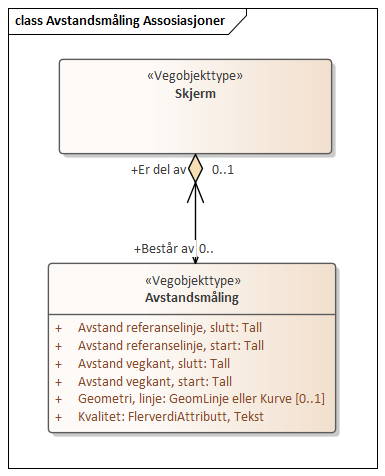 class Avstandsmåling Assosiasjoner
«Vegobjekttype»
Skjerm
+Er del av 0..1
+Består av 0..
«Vegobjekttype»
Avstandsmåling
+ Avstand referanselinje, slutt: Tall
+ Avstand referanselinje, start: Tall
+ Avstand vegkant, slutt: Tall
+ Avstand vegkant, start: Tall
+ Geometri, linje: GeomLinje eller Kurve [0..1]
+ Kvalitet: FlerverdiAttributt, Tekst